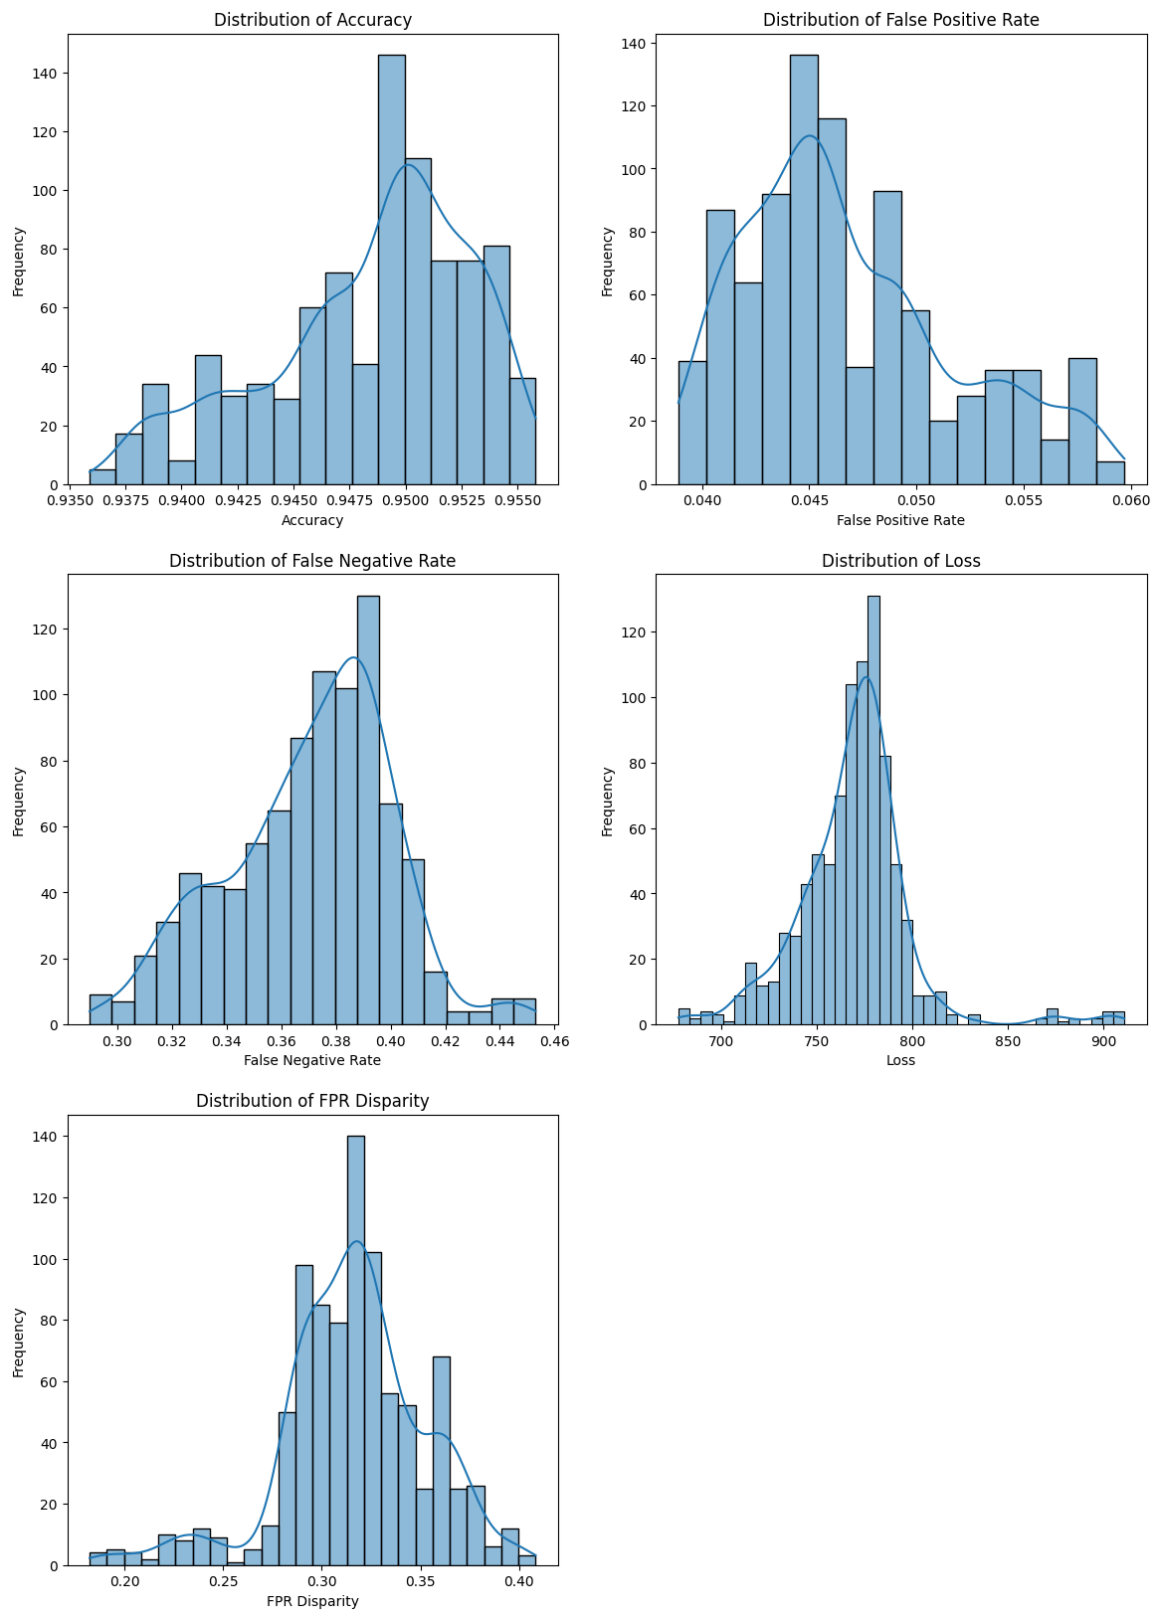 Distribution of Accuracy
140
120
100
80
60
40
20
0
Frequency
0.9350 0.9375 0.9400 0.9425 0.9450 0.9475 0.9500 0.9525 0.9550
Accuracy
Distribution of False Positive Rate
140
120
100
80
60
40
20
0
Frequency
0.040 0.045 0.050 0.055 0.060
False Positive Rate
Distribution of False Negative Rate
120
100
80
60
40
20
0
Frequency
0.30 0.32 0.34 0.36 0.38 0.40 0.42 0.44 0.46
False Negative Rate
Distribution of Loss
120
100
80
60
40
20
0
Frequency
700 750 800 850 900
Loss
Distribution of FPR Disparity
140
120
100
80
60
40
20
0
Frequency
0.20 0.25 0.30 0.35 0.40
FPR Disparity